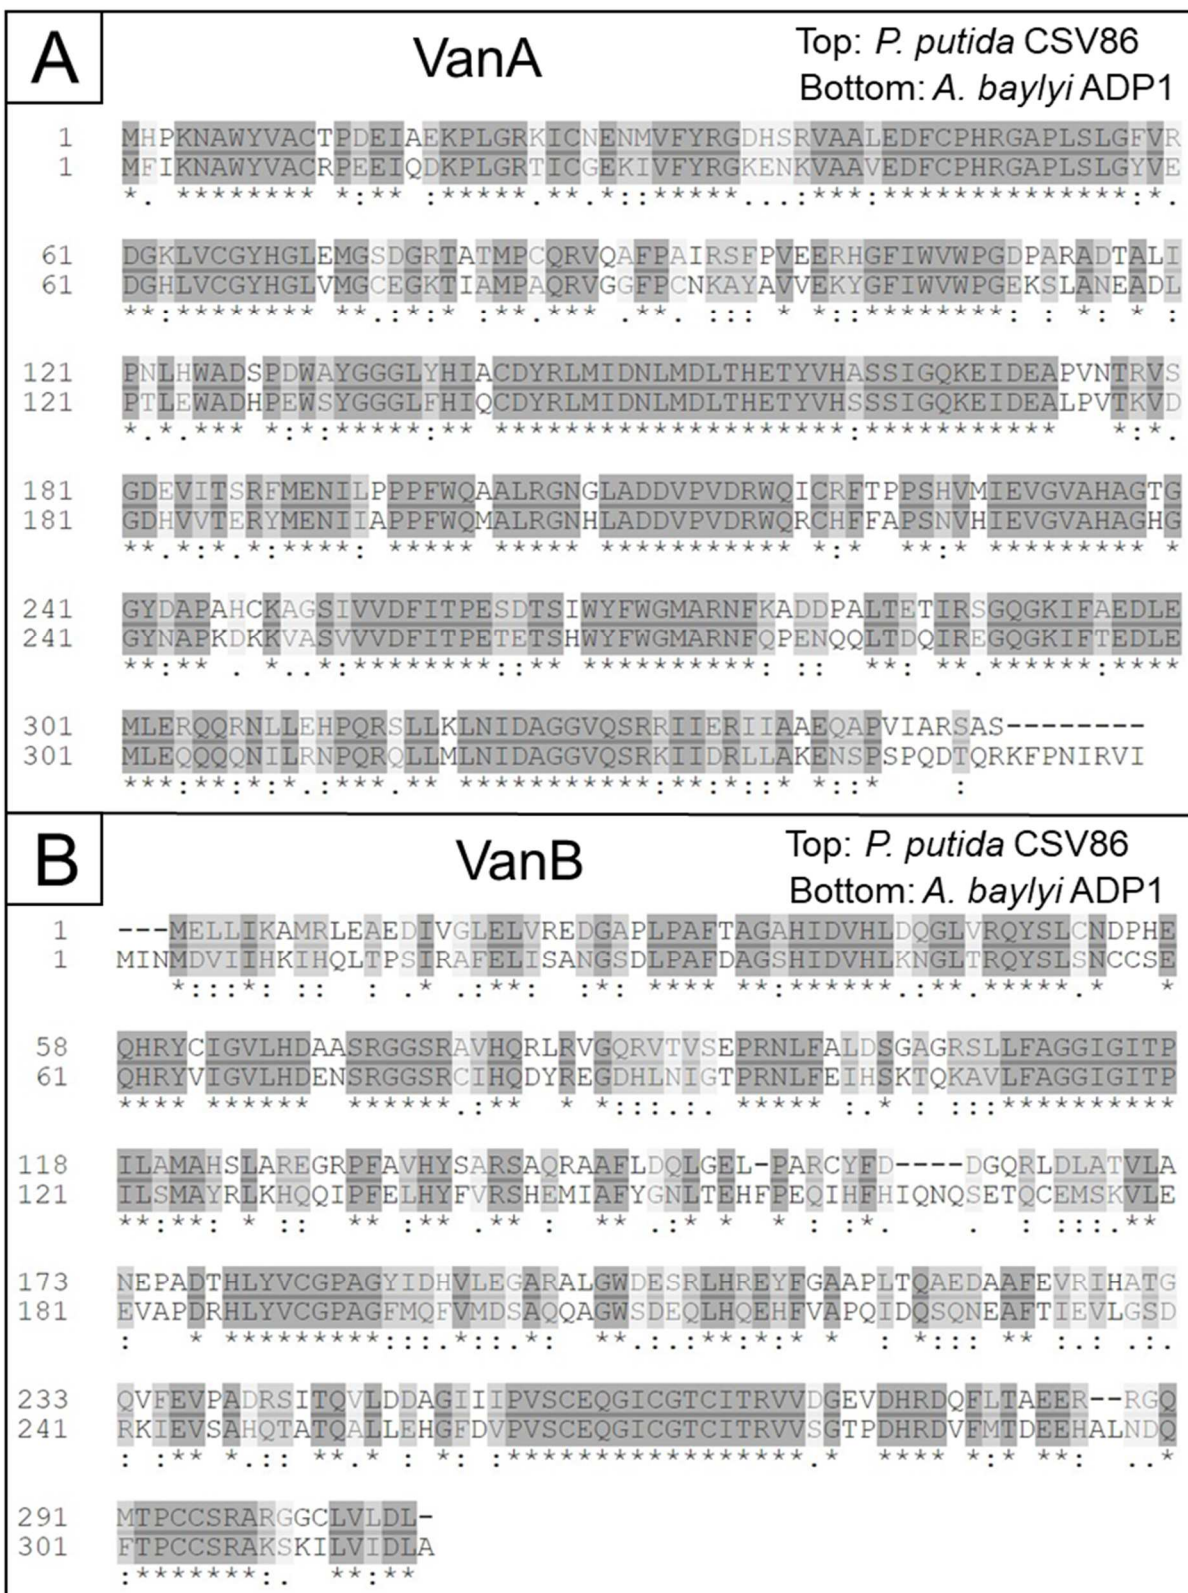 A
VanA
Top: P. putida CSV86
Bottom: A. baylyi ADP1
1 MHPKNAWYVACTPDEIAEKPLGRKICNENMVFYRGDHSRVAALEDFCPHRGAPLSLGFVR
1 MFIKNAWYVACRPEEIQDKPLGRTICGEKIVFYRGKENKVAAVEDFCPHRGAPLSLGYVE
*. ******** *:** :*****.**.*::*****...:***:**************:*.
61 DGKLVCGYHGLEMGSDGRTATMPCQRVQAFPAIRSFPVEERHGFIWVWPGDPARADTALI
61 DGHLVCGYHGLVMGCEGKTIAMPAQRVGGFPCNKAYAVVEKYGFIWVWPGEKSLANEADL
**:******** **.:*:* :**.*** .**. ::: * *::********: : *: * :
121 PNLHWADSPDWAYGGGLYHIACDYRLMIDNLMDLTHETYVHASSIGQKEIDEAPVNTRVS
121 PTLEWADHPEWSYGGGLFHIQCDYRLMIDNLMDLTHETYVHSSSIGQKEIDEALPVTKVD
*.*.*** *:*:*****:** ********************:*********** *:*.
181 GDEVITSRFMENILPPPFWQAALRGNGLADDVPVDRWQICRFTPPSHVMIEVGVAHAGTG
181 GDHVVTERYMENIIAPPFWQMALRGNHLADDVPVDRWQRCHFFAPSNVHIEVGVAHAGHG
**.*:*.*:****: ***** ***** *********** *:* **:* ********* *
241 GYDAPAHCKAGSIVVDFITPESDTSIWYFWGMARNFKADDPALTETIRSGQGKIFAEDLE
241 GYNAPKDKKVASVVVDFITPETETSHWYFWGMARNFQPENQQLTDQIREGQGKIFTEDLE
**:** . *..*:********::** **********: :: **: **.******:****
301 MLERQQRNLLEHPQRSLLKLNIDAGGVQSRRIIERIIAAEQAPVIARSAS--------
301 MLEQQQQNILRNPQRQLLMLNIDAGGVQSRKIIDRLLAKENSPSPQDTQRKFPNIRVI
***:**:*:*.:***.** ***********:**:*::* *::* :
B
VanB
Top: P. putida CSV86
Bottom: A. baylyi ADP1
1 ---MELLIKAMRLEAEDIVGLELVREDGAPLPAFTAGAHIDVHLDQGLVRQYSLCNDPHE
1 MINMDVIIHKIHQLTPSIRAFELISANGSDLPAFDAGSHIDVHLKNGLTRQYSLSNCCSE
*:::*: :: : .* .:**: :*: **** **:******.:**.*****.* *
58 QHRYCIGVLHDAASRGGSRAVHQRLRVGQRVTVSEPRNLFALDSGAGRSLLFAGGIGITP
61 QHRYVIGVLHDENSRGGSRCIHQDYREGDHLNIGTPRNLFEIHSKTQKAVLFAGGIGITP
**** ****** ******.:** * *:::.:. ***** :.* : :::**********
118 ILAMAHSLAREGRPFAVHYSARSAQRAAFLDQLGEL-PARCYFD----DGQRLDLATVLA
121 ILSMAYRLKHQQIPFELHYFVRSHEMIAFYGNLTEHFPEQIHFHIQNQSETQCEMSKVLE
**:**: * :: ** :** .** : ** .:* * * : :*. . : :::.**
173 NEPADTHLYVCGPAGYIDHVLEGARALGWDESRLHREYFGAAPLTQAEDAAFEVRIHATG
181 EVAPDRHLYVCGPAGFMQFVMDSAQQAGWSDEQLHQEHFVAPQIDQSQNEAFTIEVLGSD
: * *********:::.*::.*: **.:.:**:*:* * : *::: ** :.: .:.
233 QVFEVPADRSITQVLDDAGIIIPVSCEQGICGTCITRVVDGEVDHRDQFLTAEER--RGQ
241 RKIEVSAHQTATQALLEHGFDVPVSCEQGICGTCITRVVSGTPDHRDVFMTDEEHALNDQ
: :** *.:: **.* : *: :*****************.* **** *:* **: ..*
291 MTPCCSRARGGCLVLDL-
301 FTPCCSRAKSKILVIDLA
:*******:. **:**